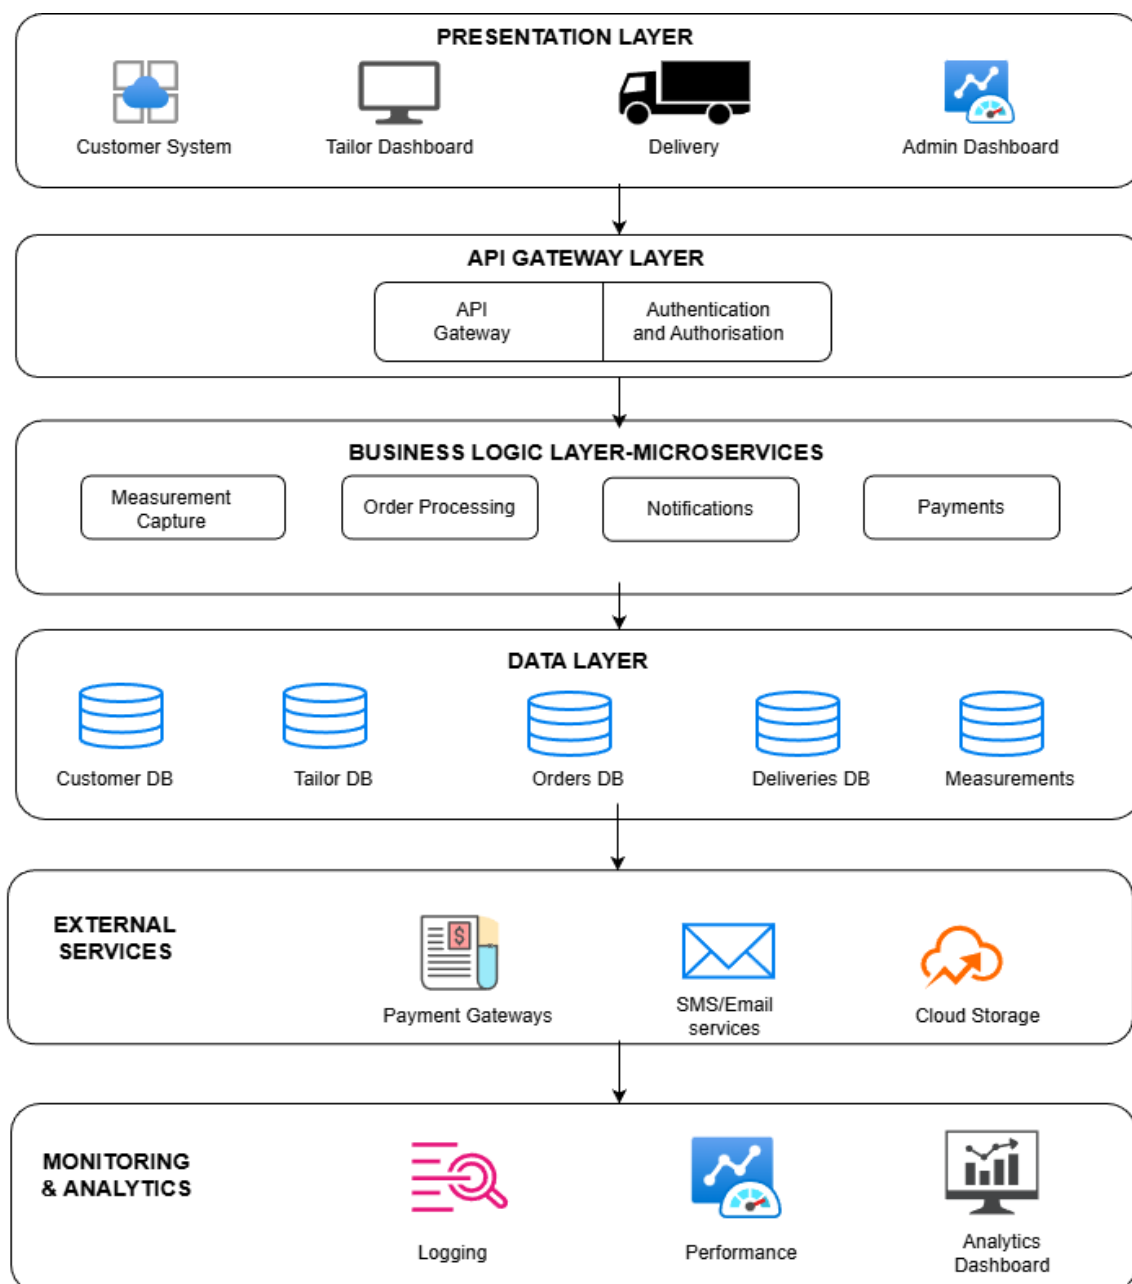 PRESENTATION LAYER
Customer System
Tailor Dashboard
Delivery
Admin Dashboard
API GATEWAY LAYER
API
Gateway
Authentication
and Authorisation
BUSINESS LOGIC LAYER-MICROSERVICES
Measurement
Capture
Order Processing
Notifications
Payments
DATA LAYER
Customer DB
Tailor DB
Orders DB
Deliveries DB
Measurements
EXTERNAL
SERVICES
$
Payment Gateways
SMS/Email
services
Cloud Storage
MONITORING
& ANALYTICS
Logging
Performance
Analytics
Dashboard